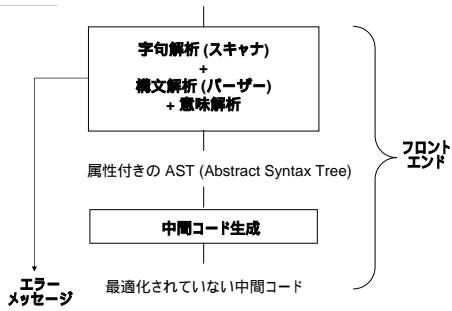 字句解析 (スキャナ)
+
構文解析 (パーザー)
+ 意味解析
属性付きの AST (Abstract Syntax Tree)
中間コード生成
最適化されていない中間コード
エラー
メッセージ
フロント
エンド